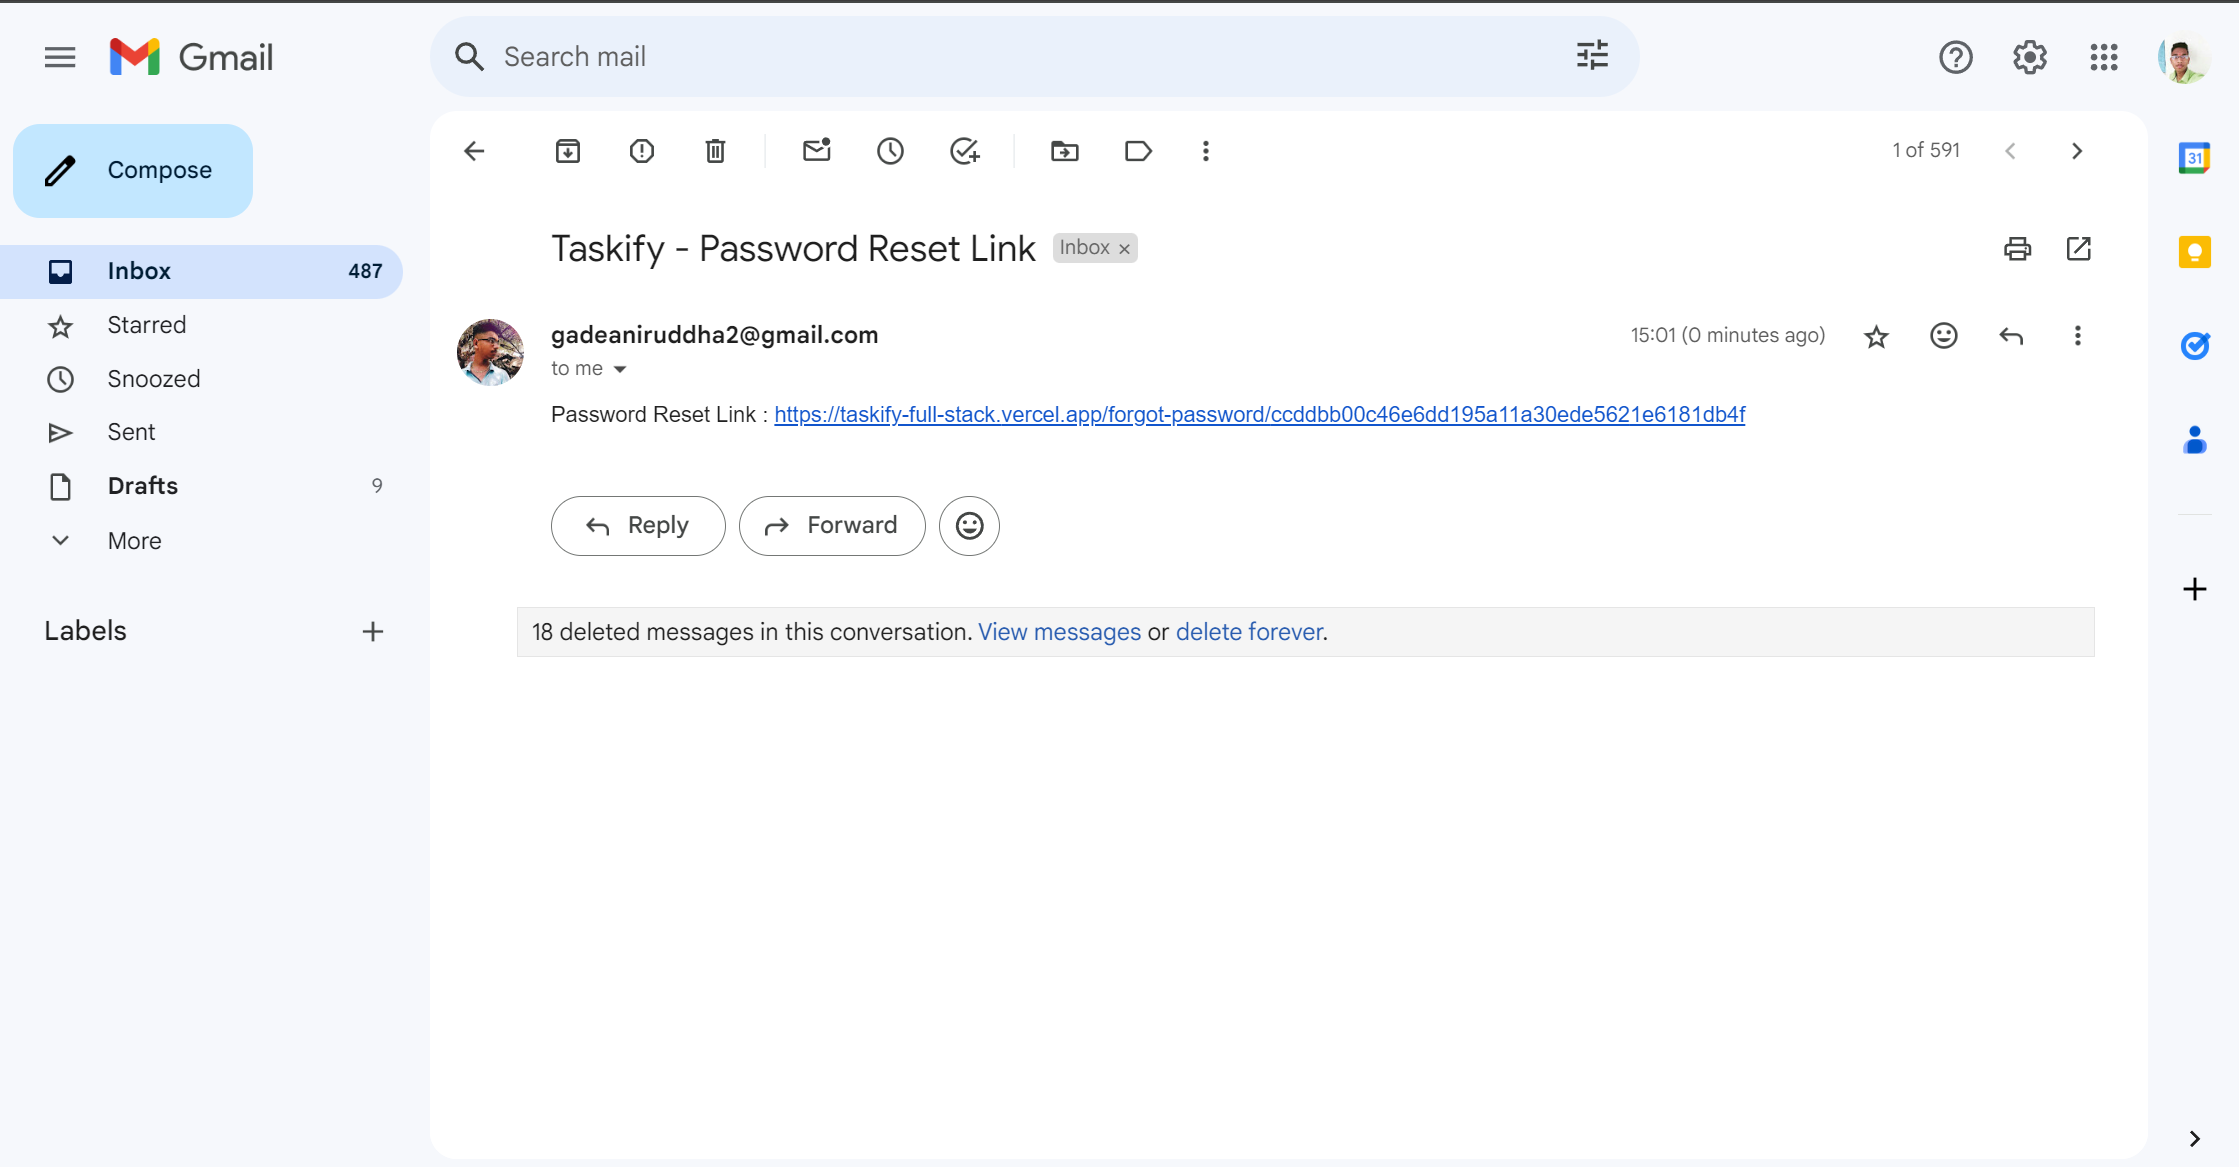 Gmail
Search mail
Compose
1 of 591
31
Taskify - Password Reset Link Inbox ×
Inbox 487
Starred
Snoozed
Sent
Drafts 9
More
Labels
gadeaniruddha2@gmail.com
15:01 (0 minutes ago)
to me
Password Reset Link : https://taskify-full-stack.vercel.app/forgot-password/ccddbb00c46e6dd195a11a30ede5621e6181db4f
Reply
Forward
18 deleted messages in this conversation. View messages or delete forever.